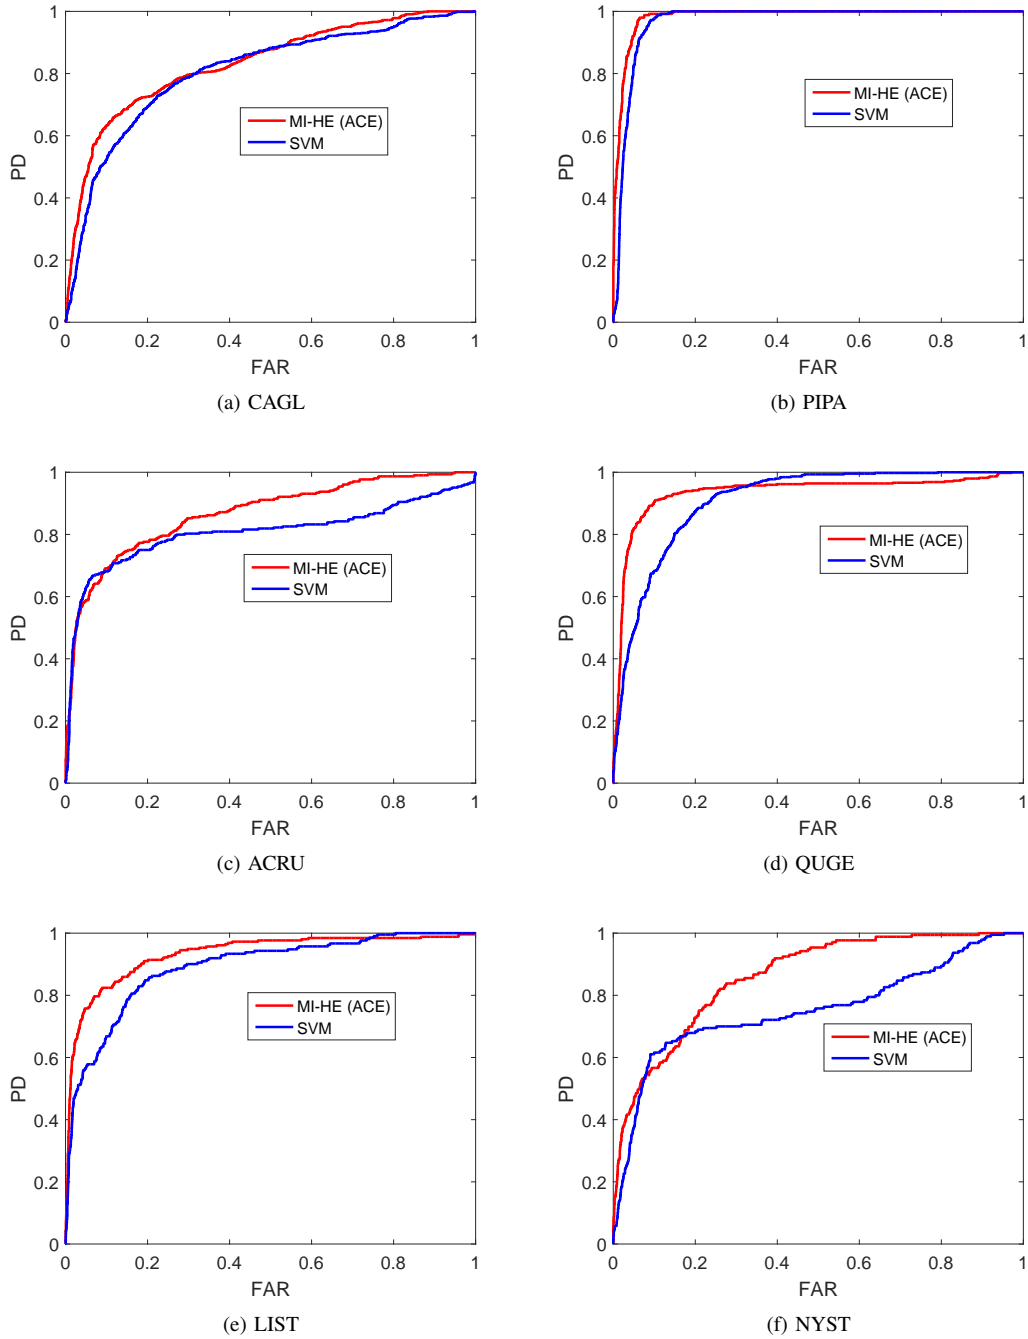 1
0.8
0.6
0.4
0.2
0
PD
MI-HE (ACE)
SVM
0 0.2 0.4 0.6 0.8 1
FAR
(a) CAGL
1
0.8
0.6
0.4
0.2
0
PD
MI-HE (ACE)
SVM
0 0.2 0.4 0.6 0.8 1
FAR
(b) PIPA
1
0.8
0.6
0.4
0.2
0
PD
MI-HE (ACE)
SVM
0 0.2 0.4 0.6 0.8 1
FAR
(c) ACRU
1
0.8
0.6
0.4
0.2
0
PD
MI-HE (ACE)
SVM
0 0.2 0.4 0.6 0.8 1
FAR
(d) QUGE
1
0.8
0.6
0.4
0.2
0
PD
MI-HE (ACE)
SVM
0 0.2 0.4 0.6 0.8 1
FAR
(e) LIST
1
0.8
0.6
0.4
0.2
0
PD
MI-HE (ACE)
SVM
0 0.2 0.4 0.6 0.8 1
FAR
(f) NYST